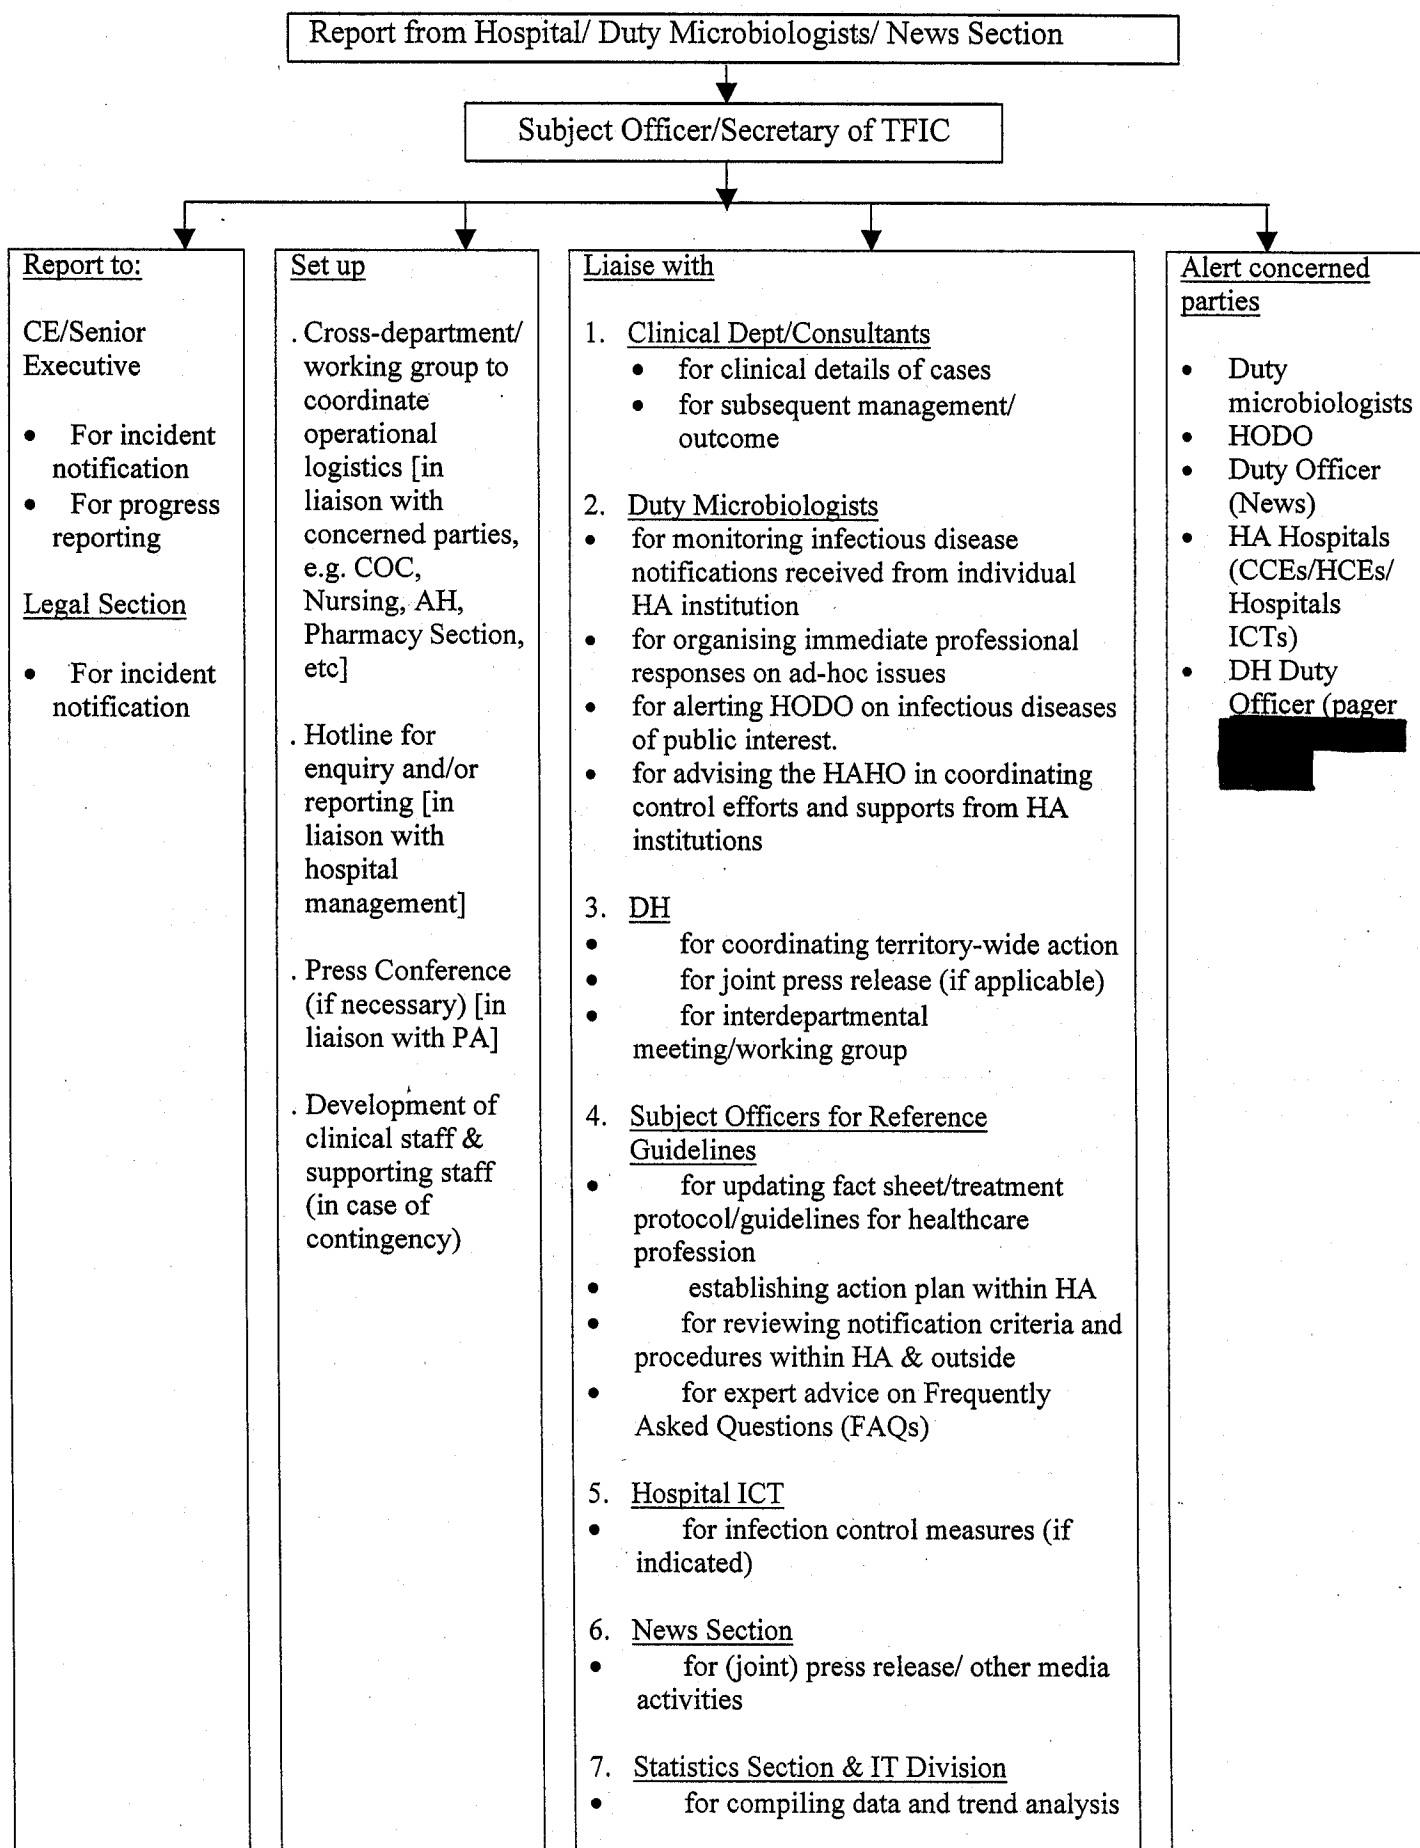 Report from Hospital/ Duty Microbiologists/ News Section
Subject Officer/Secretary of TFIC
Report to:
CE/Senior
Executive
• For incident
notification
• For progress
reporting
Legal Section
• For incident
notification
Set up
. Cross-department/
working group to
coordinate
operational
logistics [in
liaison with
concerned parties,
e.g. COC,
Nursing, AH,
Pharmacy Section,
etc]
. Hotline for
enquiry and/or
reporting [in
liaison with
hospital
management]
. Press Conference
(if necessary) [in
liaison with PA]
. Development of
clinical staff &
supporting staff
(in case of
contingency)
Liaise with
1. Clinical Dept/Consultants
• for clinical details of cases
• for subsequent management/
outcome
2. Duty Microbiologists
• for monitoring infectious disease
notifications received from individual
HA institution
• for organising immediate professional
responses on ad-hoc issues
• for alerting HODO on infectious diseases
of public interest.
• for advising the HAHO in coordinating
control efforts and supports from HA
institutions
3. DH
• for coordinating territory-wide action
• for joint press release (if applicable)
• for interdepartmental
meeting/working group
4. Subject Officers for Reference
Guidelines
• for updating fact sheet/treatment
protocol/guidelines for healthcare
profession
• establishing action plan within HA
• for reviewing notification criteria and
procedures within HA & outside
• for expert advice on Frequently
Asked Questions (FAQs)
5. Hospital ICT
• for infection control measures (if
indicated)
6. News Section
• for (joint) press release/ other media
activities
7. Statistics Section & IT Division
• for compiling data and trend analysis
Alert concerned
parties
• Duty
microbiologists
• HODO
• Duty Officer
(News)
• HA Hospitals
(CCEs/HCEs/
Hospitals
ICTs)
• DH Duty
Officer (pager